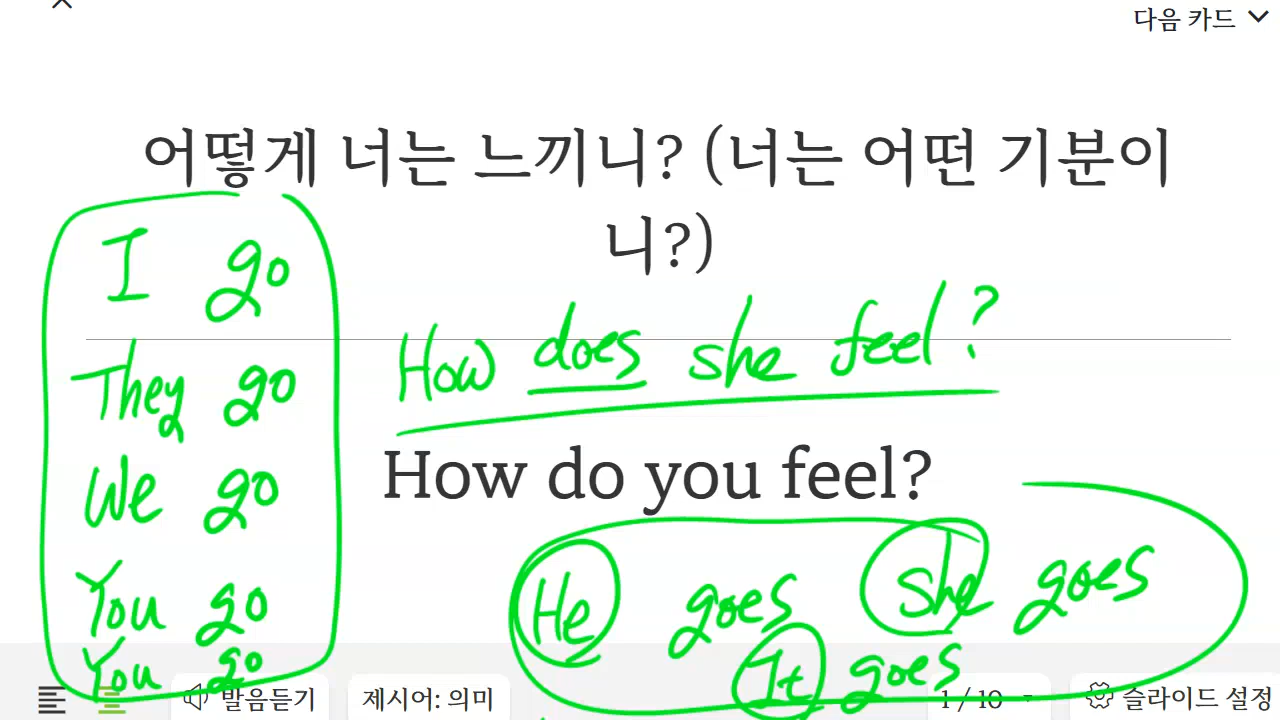 다음 카드
어떻게 너는 느끼니? (너는 어떤 기분이
니?)
I go
They go
We go
You go
You go
How does she feel?
How do you feel?
He goes She goes
It goes
발음듣기 제시어: 의미 1 / 10 슬라이드 설정